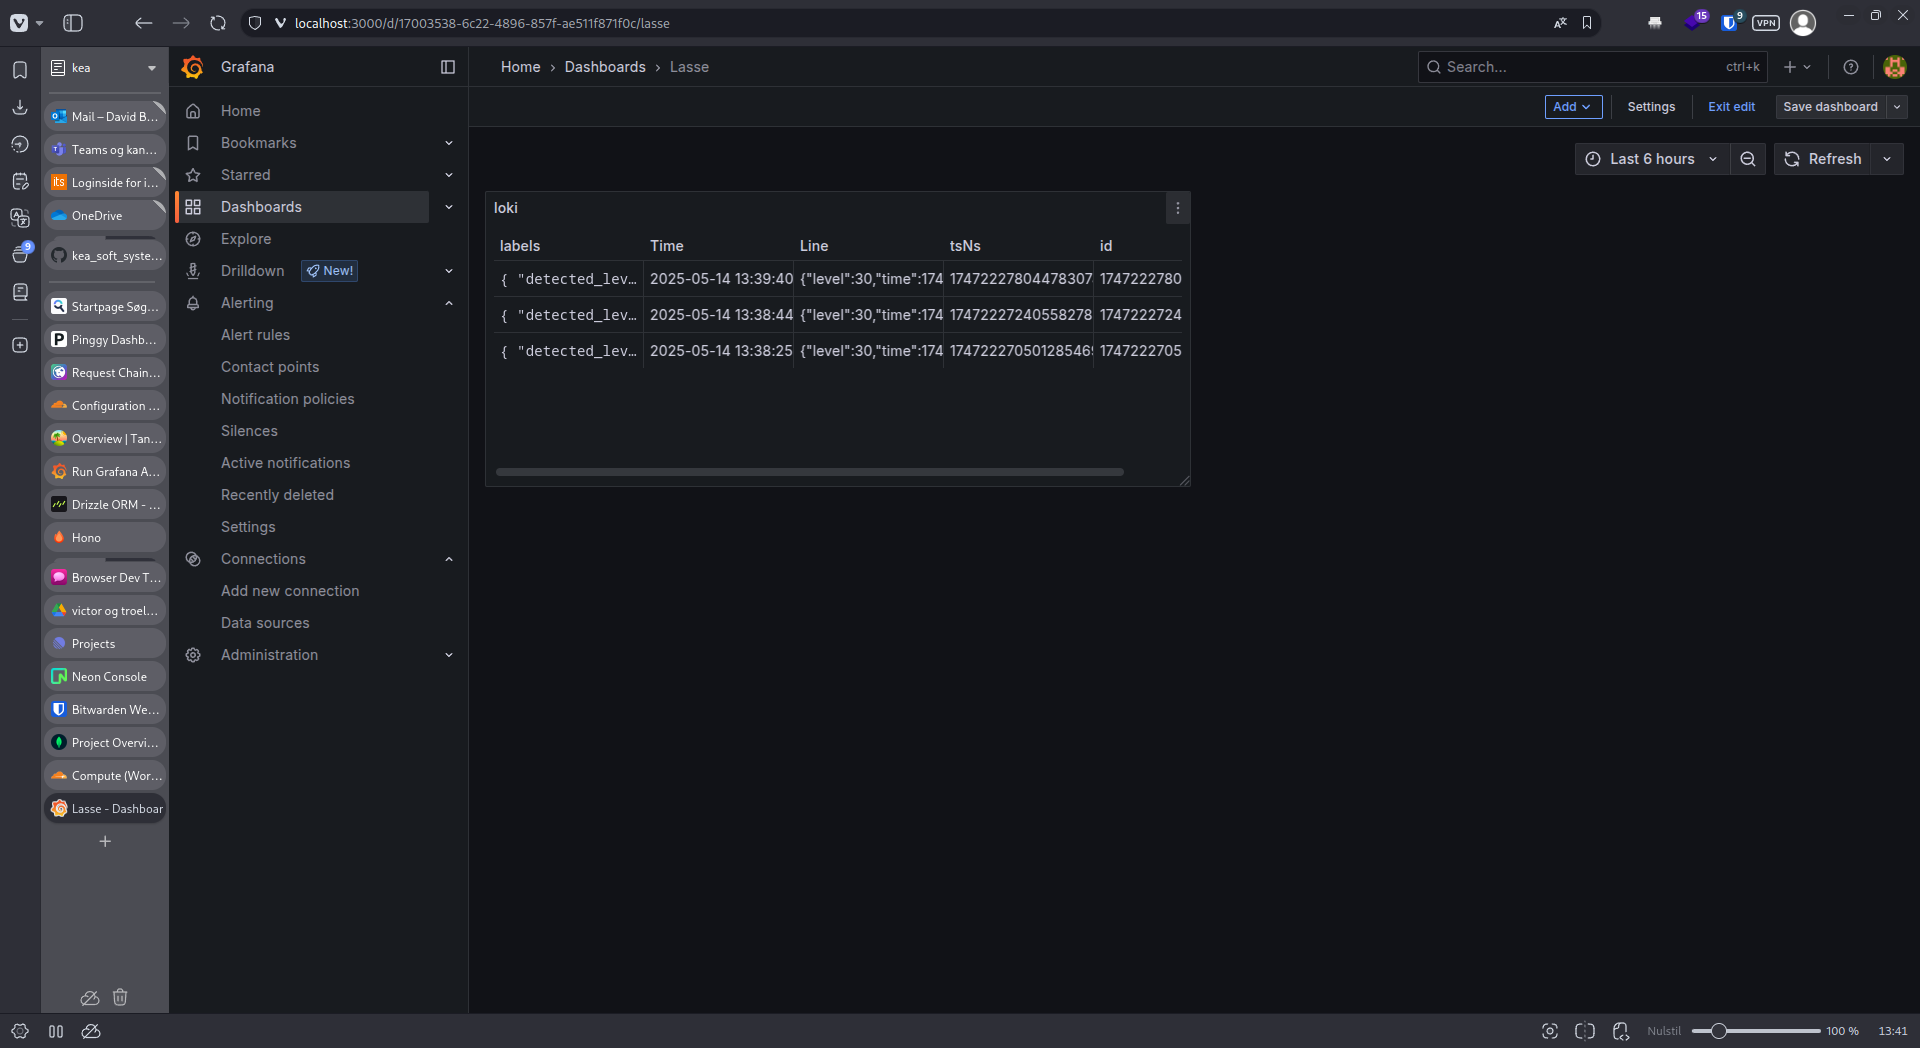 localhost:3000/d/17003538-6c22-4896-857f-ae511f871f0c/lasse
15
9
VPN
kea
Mail – David B...
Teams og kan...
Loginside for i...
OneDrive
9
kea_soft_syste...
Startpage Søg...
Pinggy Dashb...
Request Chain...
Configuration ...
Overview | Tan...
Run Grafana A...
Drizzle ORM - ...
Hono
Browser Dev T...
victor og troel...
Projects
Neon Console
Bitwarden We...
Project Overvi...
Compute (Wor...
Lasse - Dashboar
Grafana
Home
Bookmarks
Starred
Dashboards
Explore
Drilldown New!
Alerting
Alert rules
Contact points
Notification policies
Silences
Active notifications
Recently deleted
Settings
Connections
Add new connection
Data sources
Administration
Home › Dashboards › Lasse
Search... ctrl+k
Add Settings Exit edit Save dashboard
Last 6 hours Refresh
loki
labels Time Line tsNs id
{ "detected_lev… 2025-05-14 13:39:40 {"level":30,"time":174 17472227804478307 1747222780
{ "detected_lev… 2025-05-14 13:38:44 {"level":30,"time":174 17472227240558278 1747222724
{ "detected_lev… 2025-05-14 13:38:25 {"level":30,"time":174 17472227050128546 1747222705
Nulstil 100 % 13:41